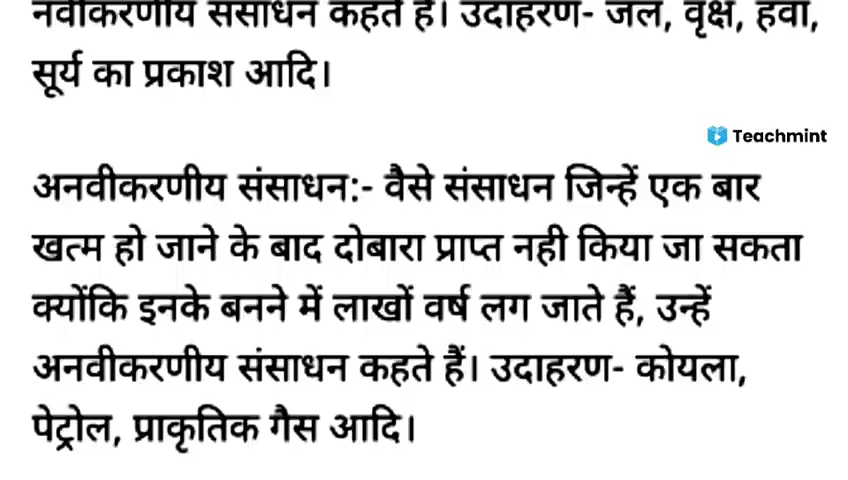 नवीकरणीय संसाधन कहते हैं। उदाहरण- जल, वृक्ष, हवा,
सूर्य का प्रकाश आदि।
Teachmint
अनवीकरणीय संसाधन:- वैसे संसाधन जिन्हें एक बार
खत्म हो जाने के बाद दोबारा प्राप्त नही किया जा सकता
क्योंकि इनके बनने में लाखों वर्ष लग जाते हैं, उन्हें
अनवीकरणीय संसाधन कहते हैं। उदाहरण- कोयला,
पेट्रोल, प्राकृतिक गैस आदि।